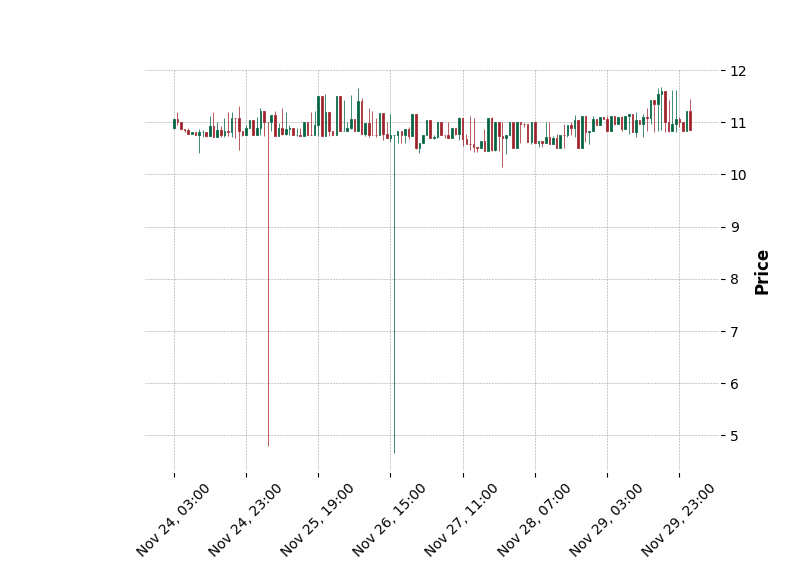 12
11
10
9
8
7
6
5
Price
Nov 24, 03:00
Nov 24, 23:00
Nov 25, 19:00
Nov 26, 15:00
Nov 27, 11:00
Nov 28, 07:00
Nov 29, 03:00
Nov 29, 23:00